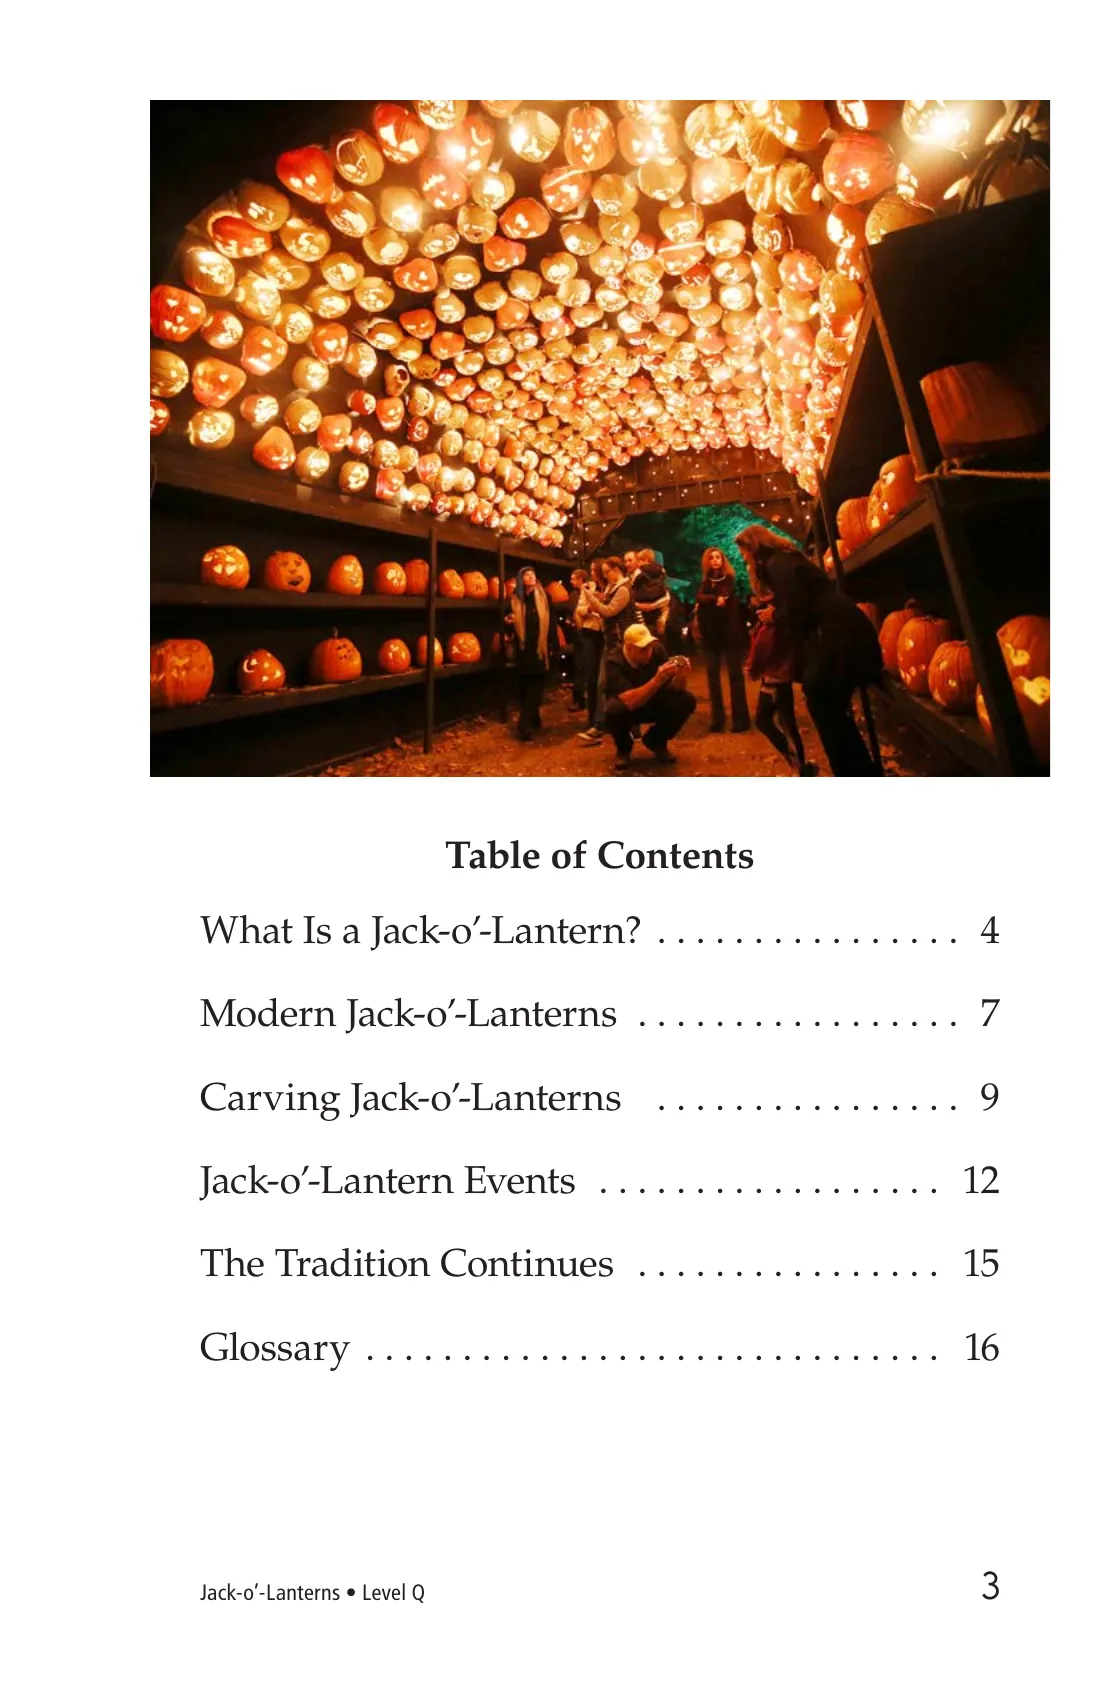 Table of Contents
What Is a Jack-o’-Lantern? . . . . . . . . . . . . . . . . 4
Modern Jack-o’-Lanterns . . . . . . . . . . . . . . . . . 7
Carving Jack-o’-Lanterns . . . . . . . . . . . . . . . . 9
Jack-o’-Lantern Events . . . . . . . . . . . . . . . . . . 12
The Tradition Continues . . . . . . . . . . . . . . . . 15
Glossary . . . . . . . . . . . . . . . . . . . . . . . . . . . . . . 16
Jack-o’-Lanterns • Level Q 3